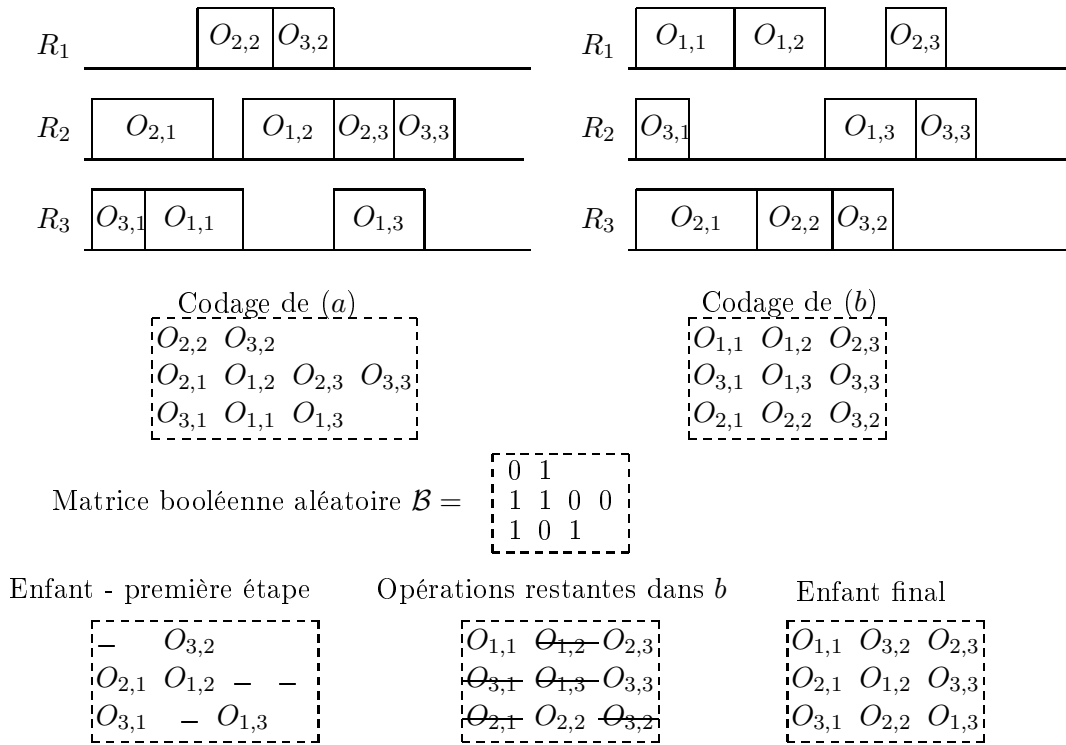 R1 O2,2 O3,2
R2 O2,1 O1,2 O2,3 O3,3
R3 O3,1 O1,1 O1,3
R1 O1,1 O1,2 O2,3
R2 O3,1 O1,3 O3,3
R3 O2,1 O2,2 O3,2
Codage de (a)
O2,2 O3,2
O2,1 O1,2 O2,3 O3,3
O3,1 O1,1 O1,3
Codage de (b)
O1,1 O1,2 O2,3
O3,1 O1,3 O3,3
O2,1 O2,2 O3,2
Matrice booléenne aléatoire B =
0 1
1 1 0 0
1 0 1
Enfant - première étape
– O3,2
O2,1 O1,2 – –
O3,1 – O1,3
Opérations restantes dans b
O1,1 O1,2 O2,3
O3,1 O1,3 O3,3
O2,1 O2,2 O3,2
Enfant final
O1,1 O3,2 O2,3
O2,1 O1,2 O3,3
O3,1 O2,2 O1,3